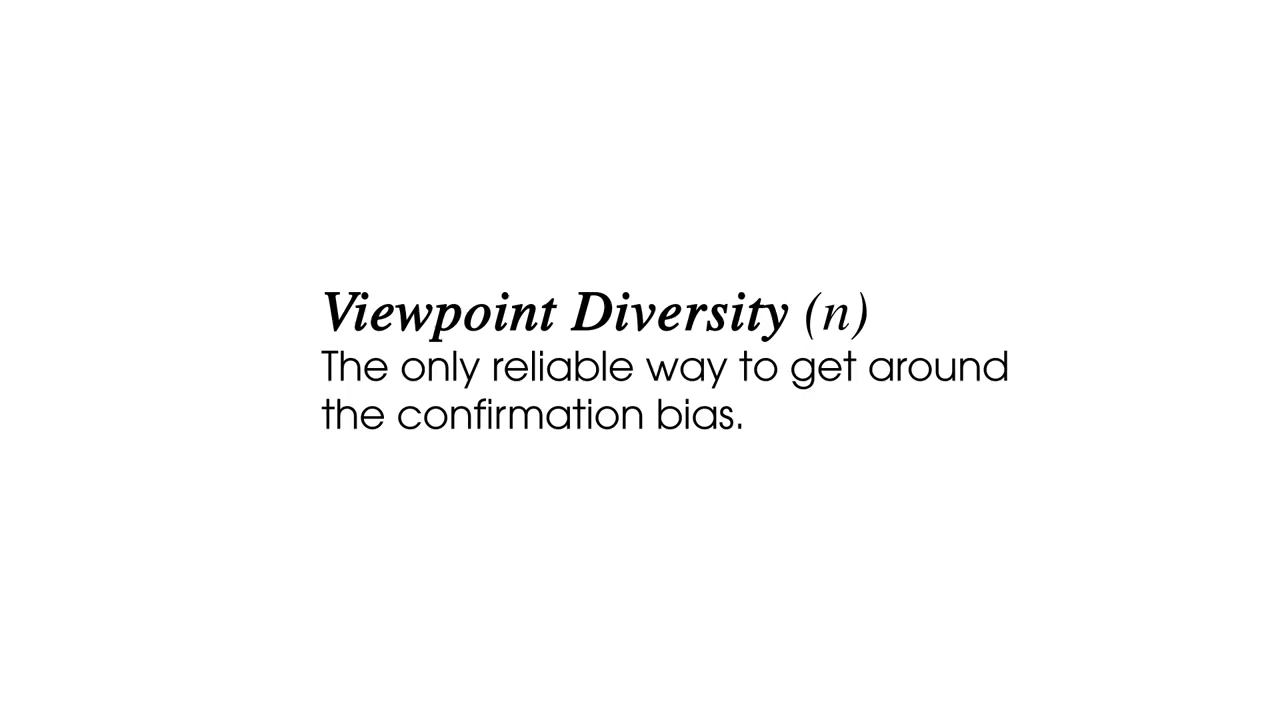 Viewpoint Diversity (n)
The only reliable way to get around
the confirmation bias.